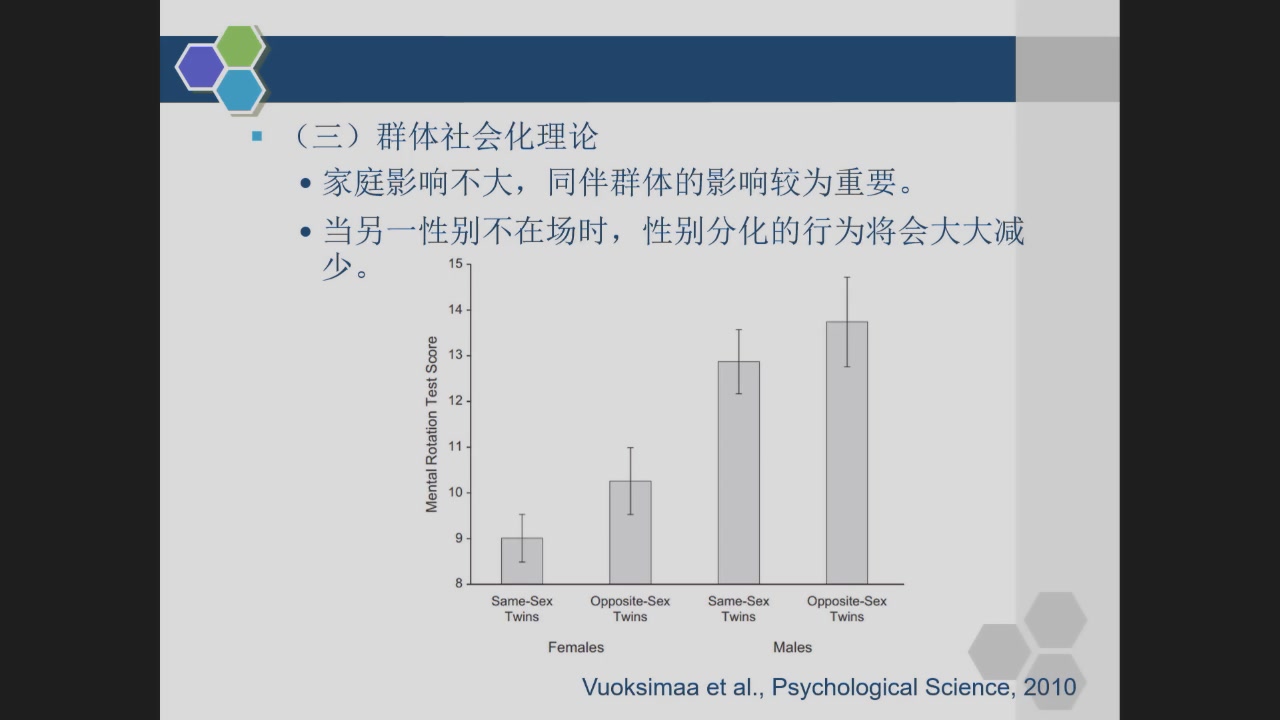 （三）群体社会化理论
家庭影响不大，同伴群体的影响较为重要。
当另一性别不在场时，性别分化的行为将会大大减
少。
15
14
13
12
11
10
9
8
Mental Rotation Test Score
Same-Sex Twins
Opposite-Sex Twins
Same-Sex Twins
Opposite-Sex Twins
Females
Males
Vuoksimaa et al., Psychological Science, 2010